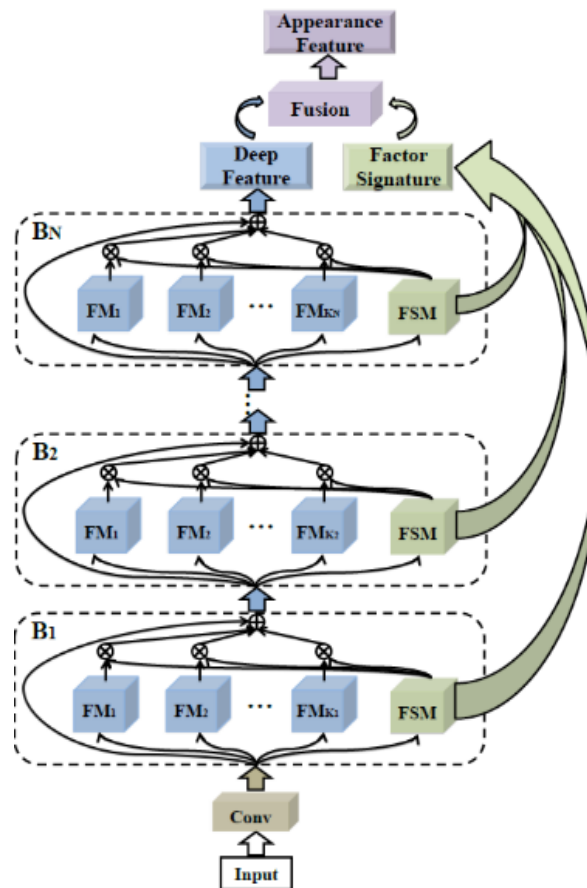 Appearance
Feature
Fusion
Deep
Feature
Factor
Signature
BN
FM1 FM2 ... FMKN FSM
B2
FM1 FM2 ... FMK2 FSM
B1
FM1 FM2 ... FMK1 FSM
Conv
Input